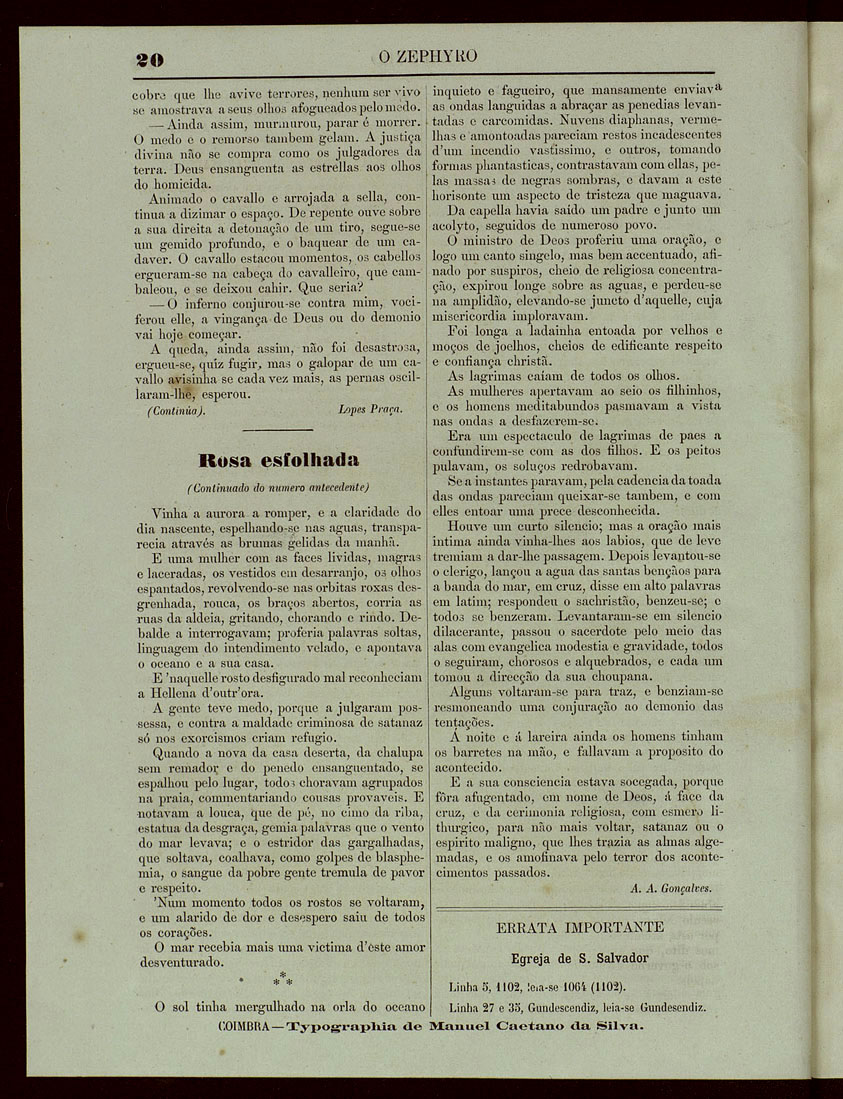 20
O ZEPHYRO
cobre que lhe avive terrores, nenhum ser vivo
se amostrava a seus olhos afogueados pelo medo.
— Ainda assim, murmurou, parar é morrer.
O medo e o remorso tambem gelam. A justiça
divina não se compra como os julgadores da
terra. Deus ensanguenta as estrellas aos olhos
do homicida.
Animado o cavallo e arrojada a sella, con-
tinua a dizimar o espaço. De repente ouve sobre
a sua direita a detonação de um tiro, segue-se
um gemido profundo, e o baquear de um ca-
daver. O cavallo estacou momentos, os cabellos
ergueram-se na cabeça do cavalleiro, que cam-
baleou, e se deixou cahir. Que seria?
— O inferno conjurou-se contra mim, voci-
ferou elle, a vingança de Deus ou do demonio
vai hoje começar.
A queda, ainda assim, não foi desastrosa,
ergueu-se, quiz fugir, mas o galopar de um ca-
vallo avisinha se cada vez mais, as pernas oscil-
laram-lhe, esperou.
(Continúa). Lopes Praça.
Rosa esfolhada
(Continuado do numero antecedente)
Vinha a aurora a romper, e a claridade do
dia nascente, espelhando-se nas aguas, transpa-
recia através as brumas gelidas da manhã.
E uma mulher com as faces lividas, magras
e laceradas, os vestidos em desarranjo, os olhos
espantados, revolvendo-se nas orbitas roxas des-
grenhada, rouca, os braços abertos, corria as
ruas da aldeia, gritando, chorando e rindo. De-
balde a interrogavam; proferia palavras soltas,
linguagem do intendimento velado, e apontava
o oceano e a sua casa.
E 'naquelle rosto desfigurado mal reconheciam
a Hellena d'outr'ora.
A gente teve medo, porque a julgaram pos-
sessa, e contra a maldade criminosa de satanaz
só nos exorcismos criam refugio.
Quando a nova da casa deserta, da chalupa
sem remador e do penedo ensanguentado, se
espalhou pelo lugar, todos choravam agrupados
na praia, commentariando cousas provaveis. E
notavam a louca, que de pé, no cimo da riba,
estatua da desgraça, gemia palavras que o vento
do mar levava; e o estridor das gargalhadas,
que soltava, coalhava, como golpes de blasphe-
mia, o sangue da pobre gente tremula de pavor
e respeito.
'Num momento todos os rostos se voltaram,
e um alarido de dor e desespero saiu de todos
os corações.
O mar recebia mais uma victima d'este amor
desventurado.
*
* * *
O sol tinha mergulhado na orla do oceano
inquieto e fagueiro, que mansamente enviava
as ondas languidas a abraçar as penedias levan-
tadas e carcomidas. Nuvens diaphanas, verme-
lhas e amontoadas pareciam restos incadescentes
d'um incendio vastissimo, e outros, tomando
formas phantasticas, contrastavam com ellas, pe-
las massas de negras sombras, e davam a este
horisonte um aspecto de tristeza que maguava.
Da capella havia saído um padre e junto um
acolyto, seguidos de numeroso povo.
O ministro de Deos proferiu uma oração, e
logo um canto singelo, mas bem accentuado, afi-
nado por suspiros, cheio de religiosa concentra-
ção, expirou longe sobre as aguas, e perdeu-se
na amplidão, elevando-se juncto d'aquelle, cuja
misericordia imploravam.
Foi longa a ladainha entoada por velhos e
moços de joelhos, cheios de edificante respeito
e confiança christã.
As lagrimas caíam de todos os olhos.
As mulheres apertavam ao seio os filhinhos,
e os homens meditabundos pasmavam a vista
nas ondas a desfazerem-se.
Era um espectaculo de lagrimas de paes a
confundirem-se com as dos filhos. E os peitos
pulavam, os soluços redrobavam.
Se a instantes paravam, pela cadencia da toada
das ondas pareciam queixar-se tambem, e com
elles entoar uma prece desconhecida.
Houve um curto silencio; mas a oração mais
intima ainda vinha-lhes aos labios, que de leve
tremiam a dar-lhe passagem. Depois levantou-se
o clerigo, lançou a agua das santas bençãos para
a banda do mar, em cruz, disse em alto palavras
em latim; respondeu o sachristão, benzeu-se; e
todos se benzeram. Levantaram-se em silencio
dilacerante, passou o sacerdote pelo meio das
alas com evangelica modestia e gravidade, todos
o seguiram, chorosos e alquebrados, e cada um
tomou a direcção da sua choupana.
Alguns voltaram-se para traz, e benziam-se
resmoneando uma conjuração ao demonio das
tentações.
Á noite e á lareira ainda os homens tinham
os barretes na mão, e fallavam a proposito do
acontecido.
E a sua consciencia estava socegada, porque
fôra afugentado, em nome de Deos, á face da
cruz, e da cerimonia religiosa, com esmero li-
thurgico, para não mais voltar, satanaz ou o
espirito maligno, que lhes trazia as almas alge-
madas, e os amofinava pelo terror dos aconte-
cimentos passados.
A. A. Gonçalves.
ERRATA IMPORTANTE
Egreja de S. Salvador
Linha 5, 1102, leia-se 1064 (1102).
Linha 27 e 35, Gundescendiz, leia-se Gundesendiz.
COIMBRA — Typographia de Manuel Caetano da Silva.